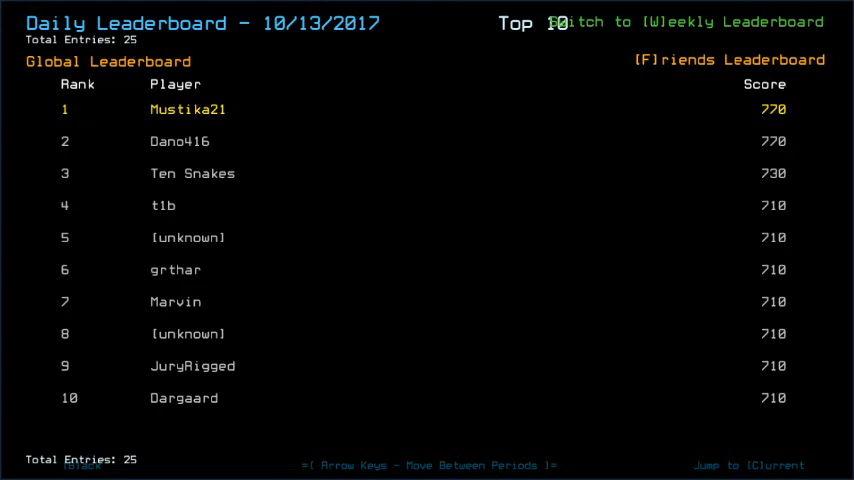 Daily Leaderboard - 10/13/2017 Top 10 Switch to [W]eekly Leaderboard
Total Entries: 25
Global Leaderboard [F]riends Leaderboard
Rank Player Score
1 Mustika21 770
2 Dano416 770
3 Ten Snakes 730
4 t1b 710
5 [unknown] 710
6 grthar 710
7 Marvin 710
8 [unknown] 710
9 JuryRigged 710
10 Dargaard 710
Total Entries: 25
[B]ack =[ Arrow Keys - Move Between Periods ]= Jump to [C]urrent